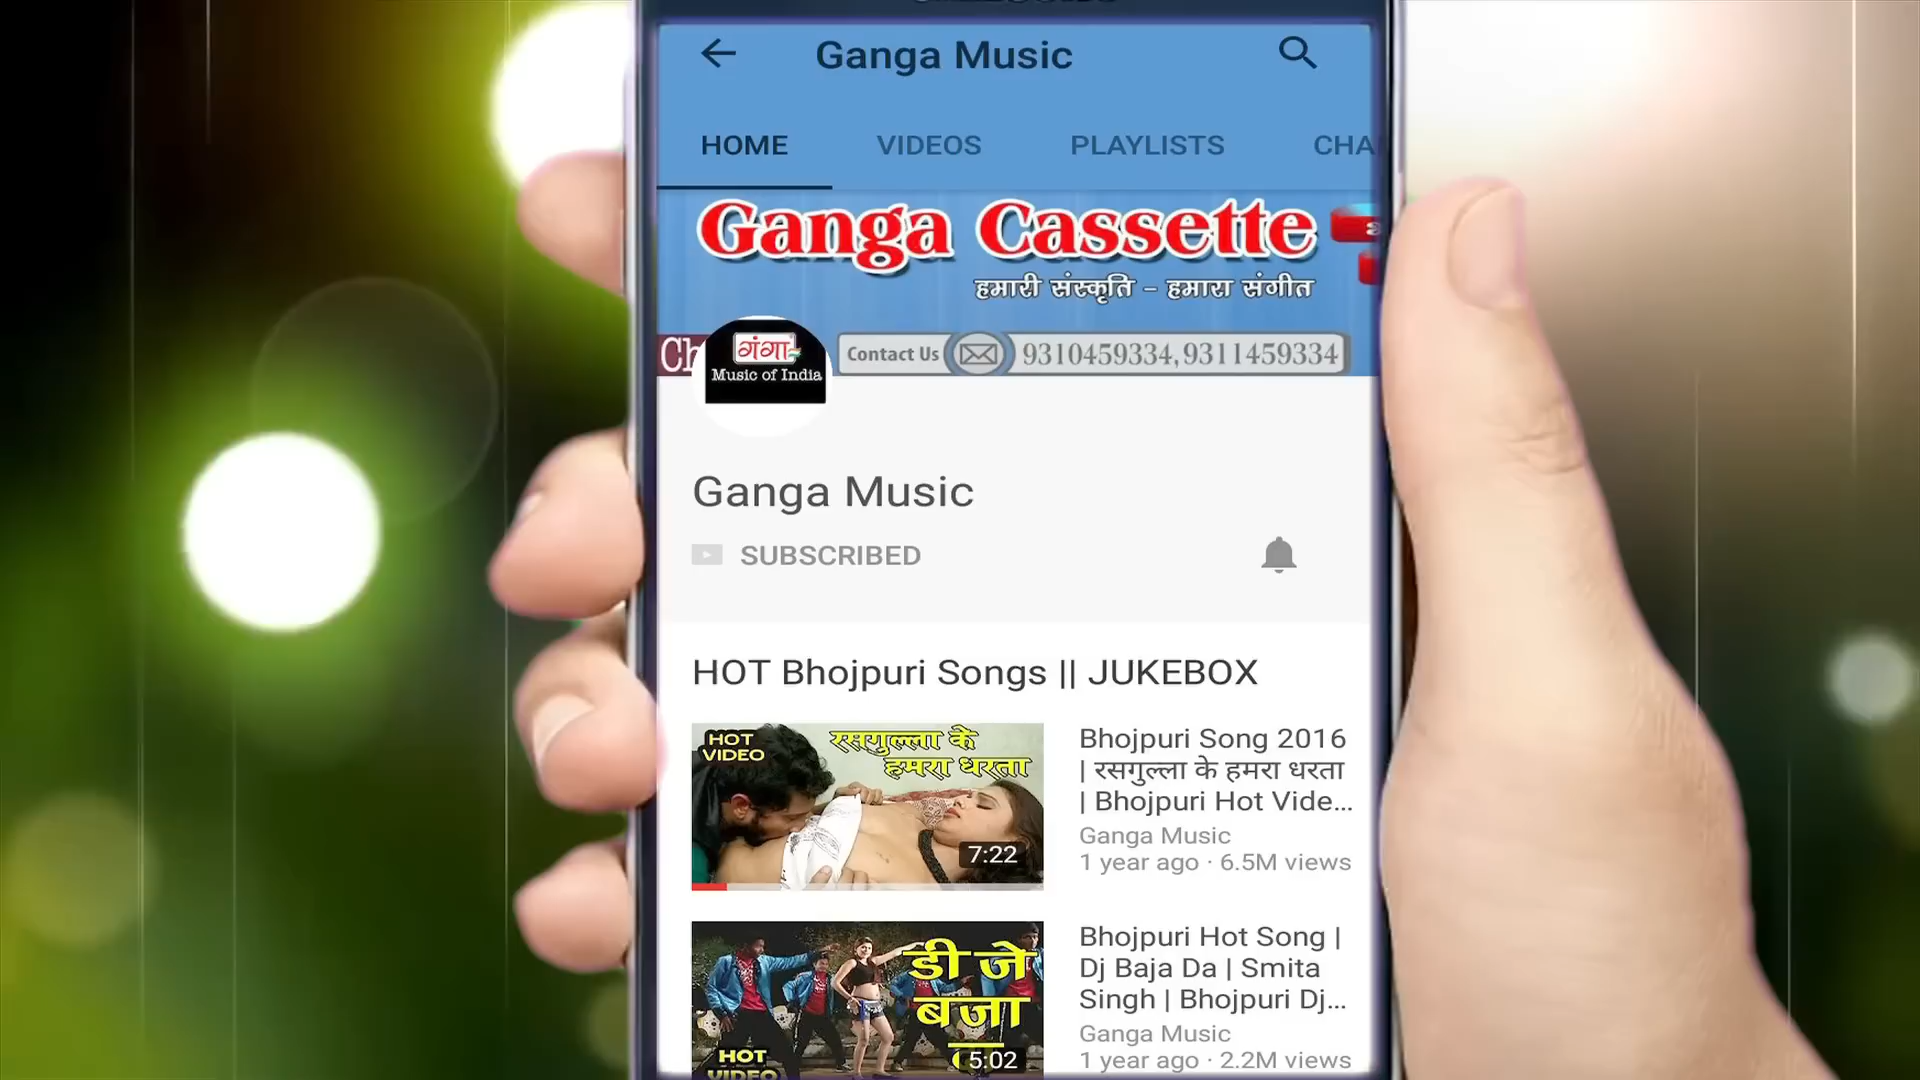 Ganga Music
HOME VIDEOS PLAYLISTS CHA
Ganga Cassette
हमारी संस्कृति - हमारा संगीत
Ch
गंगा
Music of India
Contact Us 9310459334, 9311459334
Ganga Music
SUBSCRIBED
HOT Bhojpuri Songs || JUKEBOX
HOT
VIDEO
रसगुल्ला के
हमरा धरता
7:22
Bhojpuri Song 2016
| रसगुल्ला के हमरा धरता
| Bhojpuri Hot Vide...
Ganga Music
1 year ago · 6.5M views
डी जे
बजा
HOT
VIDEO
5:02
Bhojpuri Hot Song |
Dj Baja Da | Smita
Singh | Bhojpuri Dj...
Ganga Music
1 year ago · 2.2M views